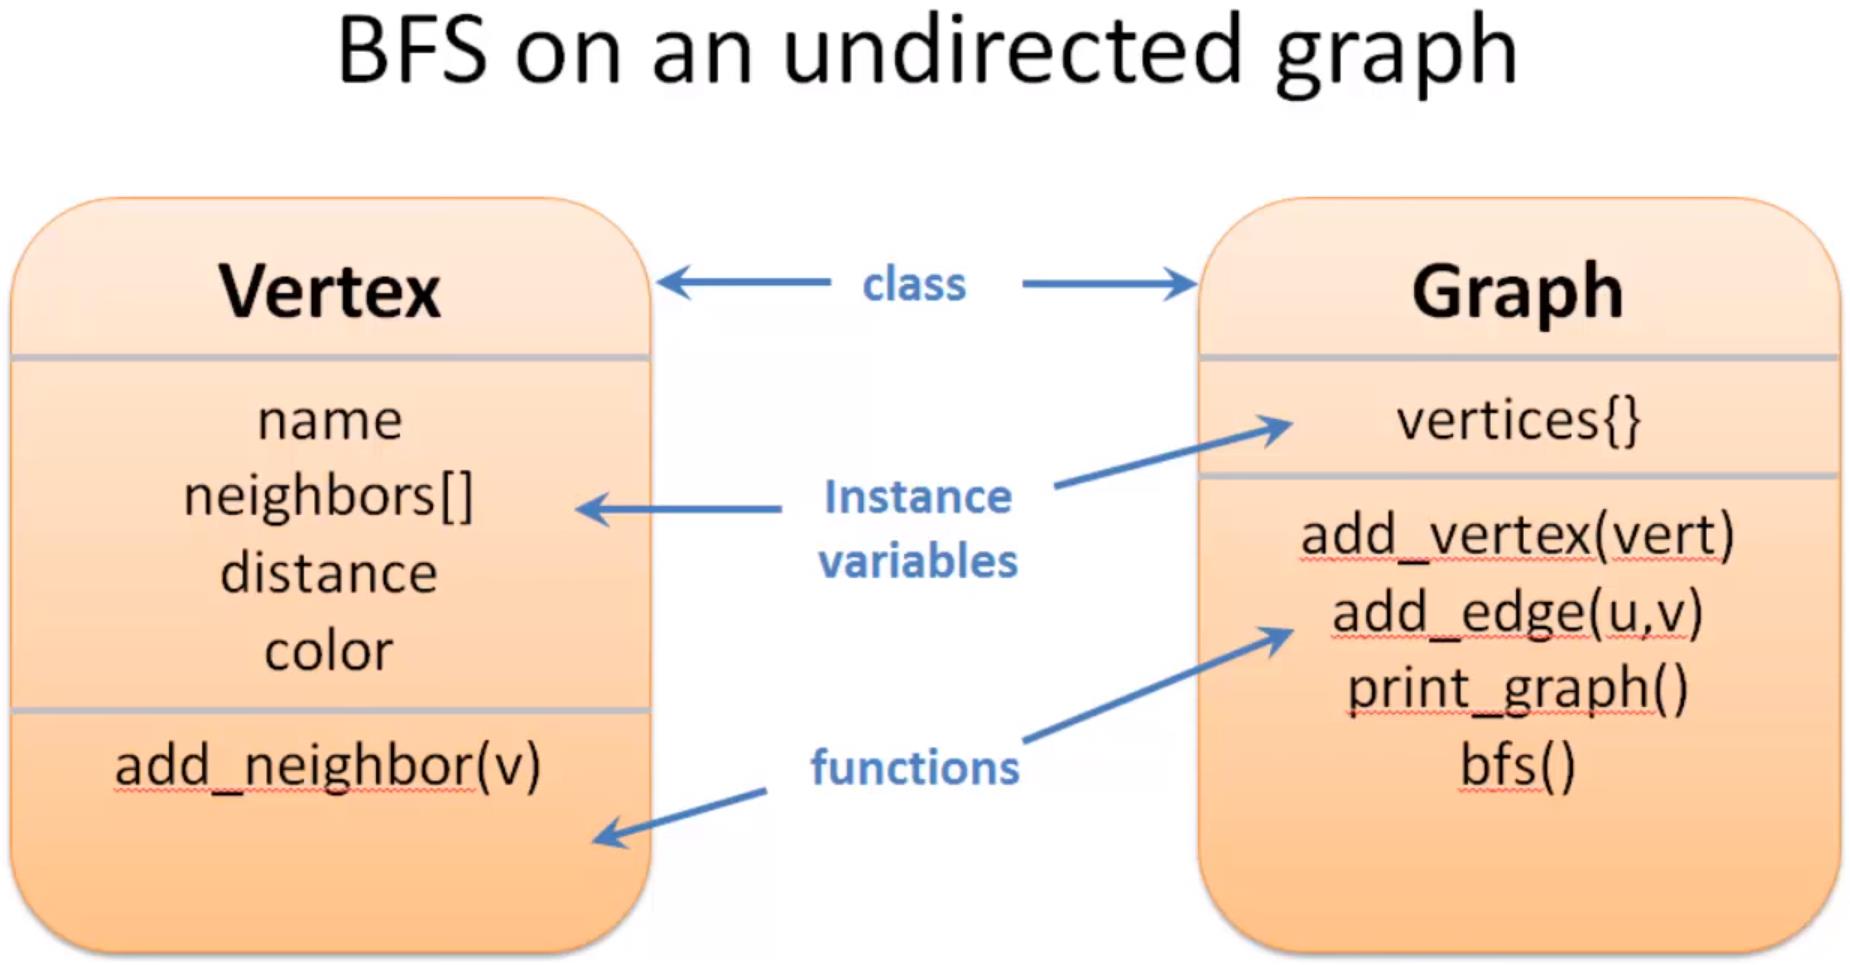 BFS on an undirected graph
Vertex
name
neighbors[]
distance
color
add_neighbor(v)
class
Instance
variables
functions
Graph
vertices{}
add_vertex(vert)
add_edge(u,v)
print_graph()
bfs()